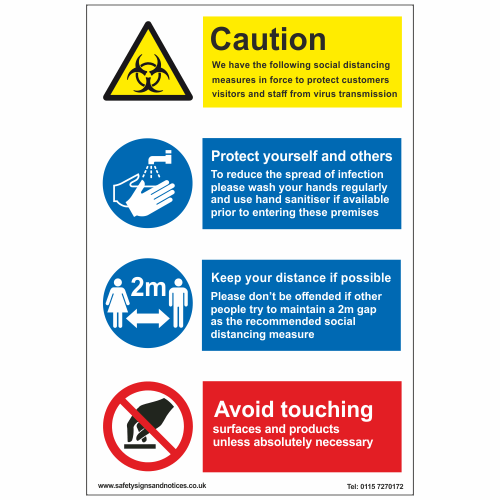 Caution
We have the following social distancing
measures in force to protect customers
visitors and staff from virus transmission
Protect yourself and others
To reduce the spread of infection
please wash your hands regularly
and use hand sanitiser if available
prior to entering these premises
2m
Keep your distance if possible
Please don't be offended if other
people try to maintain a 2m gap
as the recommended social
distancing measure
Avoid touching
surfaces and products
unless absolutely necessary
www.safetysignsandnotices.co.uk Tel: 0115 7270172